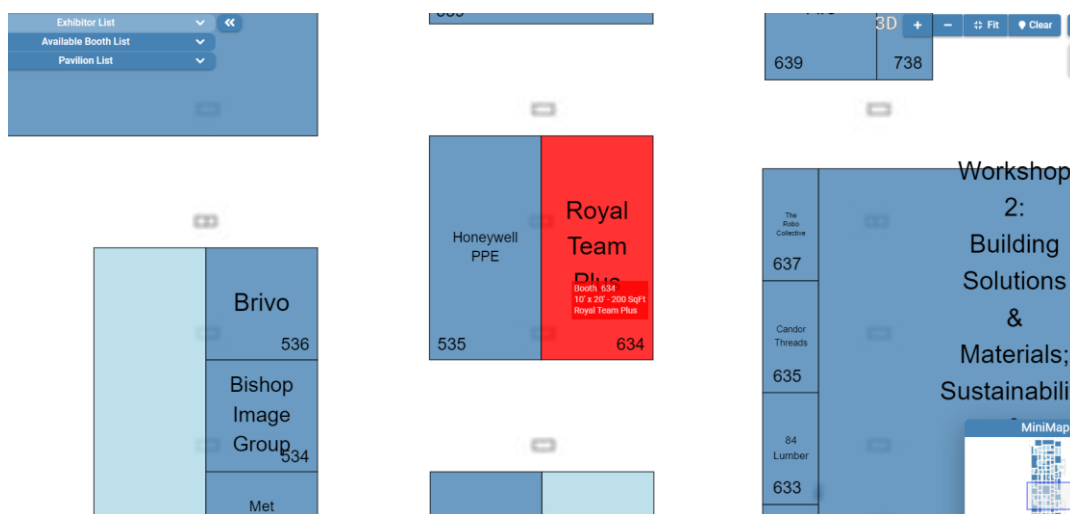 Exhibitor List
Available Booth List
Pavilion List
3D
Fit
Clear
639
738
Honeywell
PPE
535
Royal
Team
Plus
Booth: 634
10' x 20' - 200 SqFt
Royal Team Plus
634
Brivo
536
Bishop
Image
Group
534
Met
The
Robo
Collective
637
Candor
Threads
635
84
Lumber
633
Workshop
2:
Building
Solutions
&
Materials;
Sustainabili
MiniMap